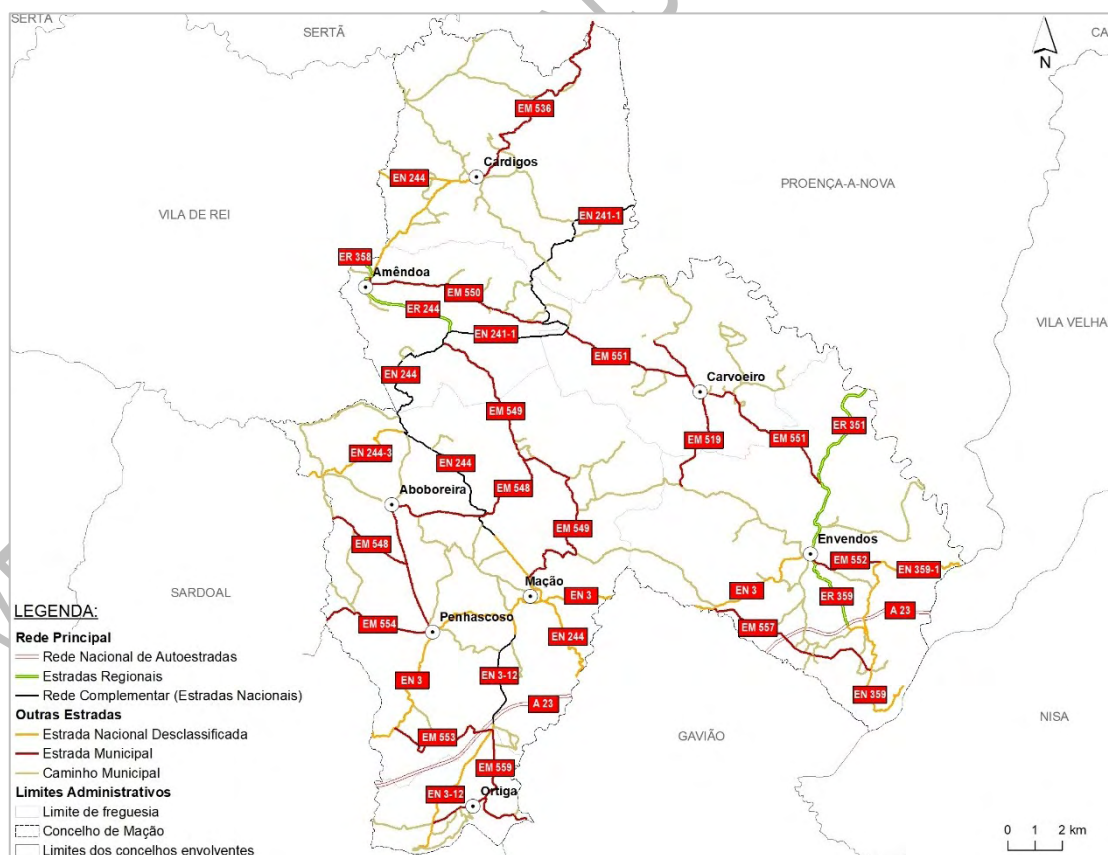 SERTÃ
SERTÃ
CA
N
EM 536
Cardigos
EN 244
PROENÇA-A-NOVA
VILA DE REI
EN 241-1
ER 358
Amêndoa
EM 550
ER 244
EN 241-1
VILA VELHA
EM 551
EN 244
Carvoeiro
EM 549
ER 351
EM 519
EM 551
EN 244-3
EN 244
EM 548
Aboboreira
EM 549
EM 548
Envendos
EM 552
EN 359-1
Mação
EN 3
EN 3
ER 359
SARDOAL
A 23
EM 554
Penhascoso
EM 557
EN 244
EN 3
EN 3-12
EN 359
A 23
NISA
EM 553
GAVIÃO
EM 559
EN 3-12
Ortiga
LEGENDA:
Rede Principal
Rede Nacional de Autoestradas
Estradas Regionais
Rede Complementar (Estradas Nacionais)
Outras Estradas
Estrada Nacional Desclassificada
Estrada Municipal
Caminho Municipal
Limites Administrativos
Limite de freguesia
Concelho de Mação
Limites dos concelhos envolventes
0 1 2 km